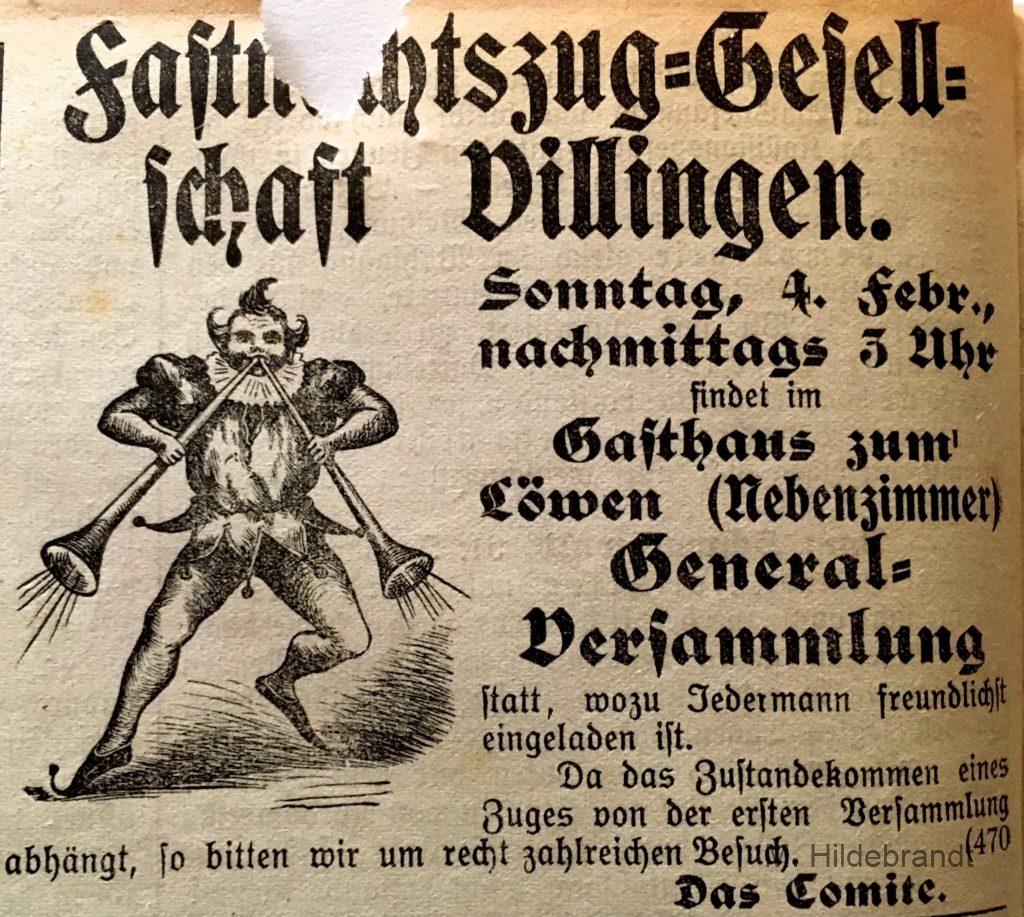 Fastn chtszug=Gesell=
schaft Villingen.
Sonntag, 4. Febr.,
nachmittags 3 Uhr
findet im
Gasthaus zum
Löwen (Nebenzimmer)
General=
Versammlung
statt, wozu Jedermann freundlichst
eingeladen ist.
Da das Zustandekommen eines
Zuges von der ersten Versammlung
abhängt, so bitten wir um recht zahlreichen Besuch. (470
Hildebrand
Das Comite.